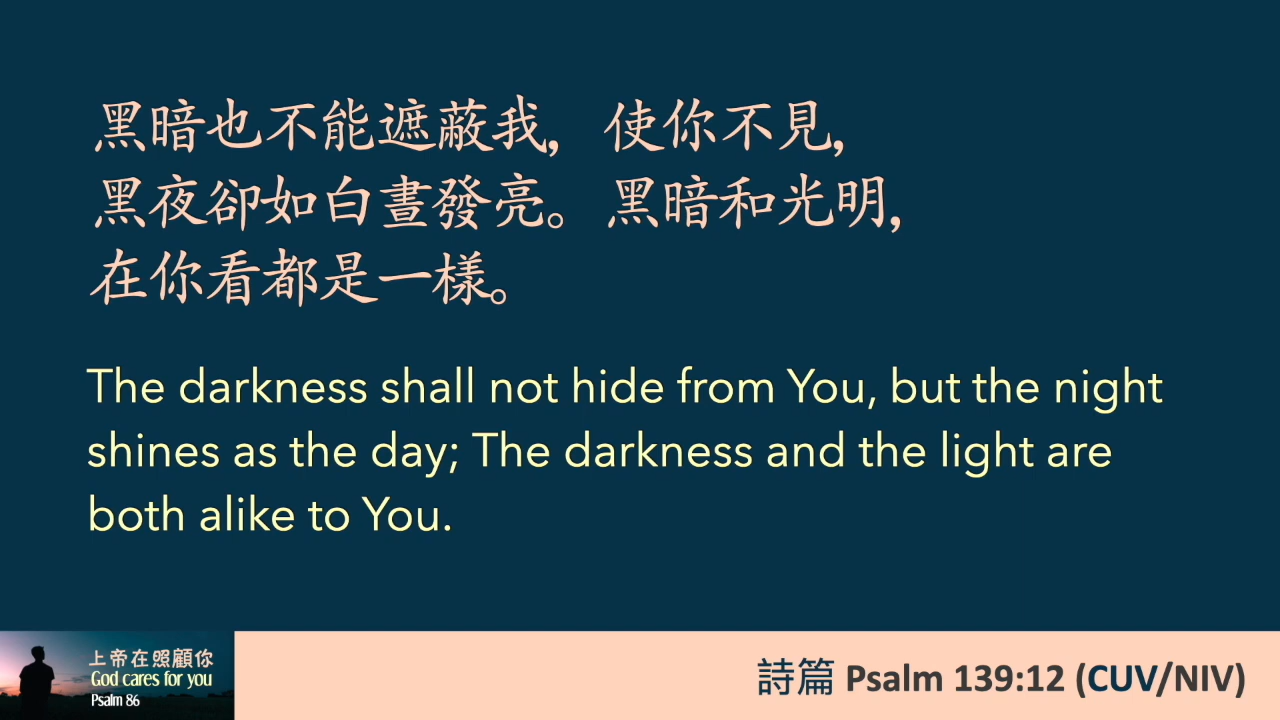 黑暗也不能遮蔽我，使你不見，
黑夜卻如白晝發亮。黑暗和光明，
在你看都是一樣。
The darkness shall not hide from You, but the night
shines as the day; The darkness and the light are
both alike to You.
上帝在照顧你
God cares for you
Psalm 86
詩篇 Psalm 139:12 (CUV/NIV)